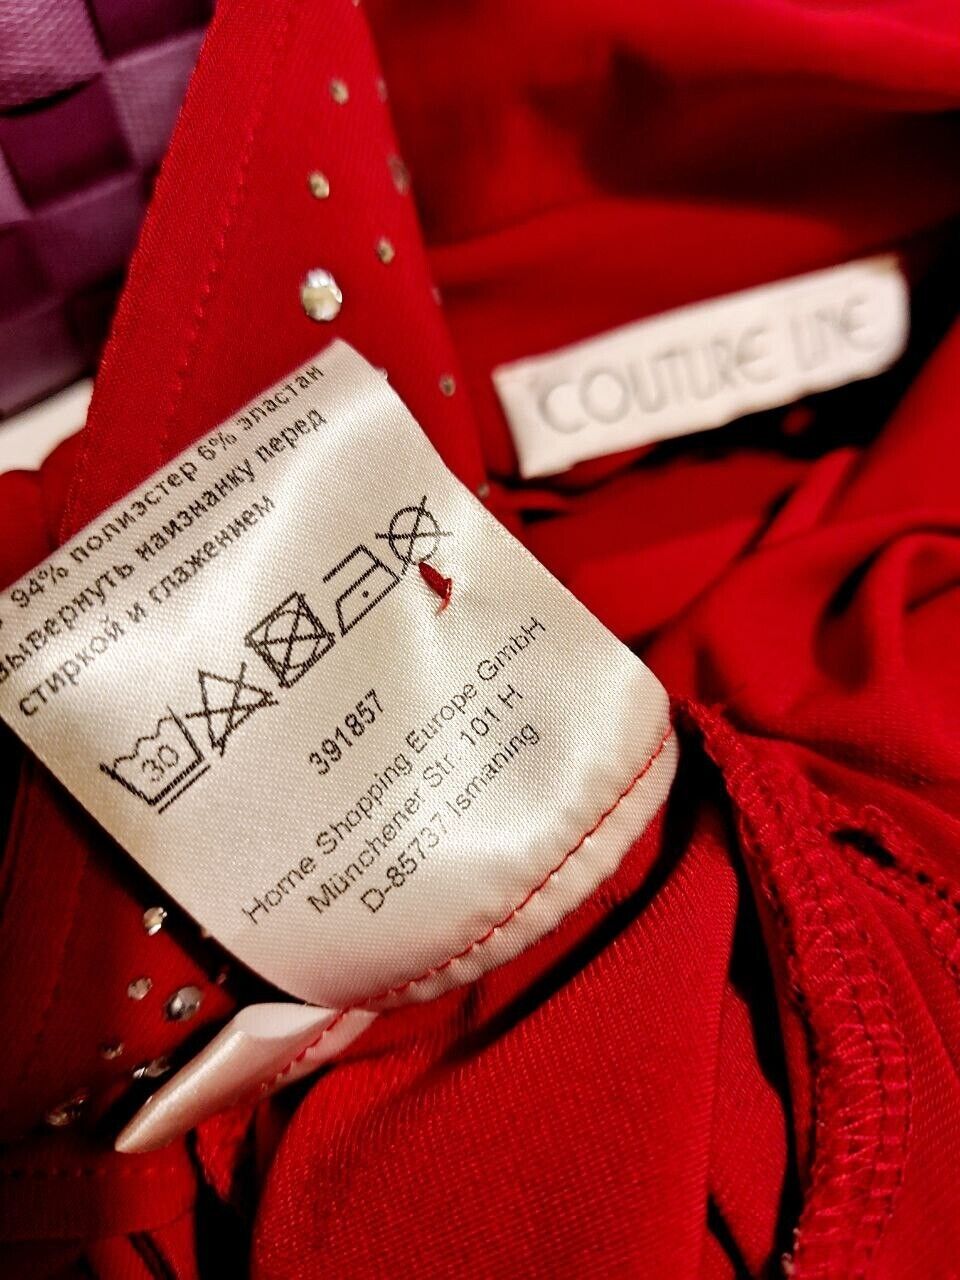 COUTURE LINE
94% полиэстер 6% эластан
вывернуть наизнанку перед
стиркой и глажением
30
391857
Home Shopping Europe GmbH
Münchener Str. 101 H
D-85737 Ismaning